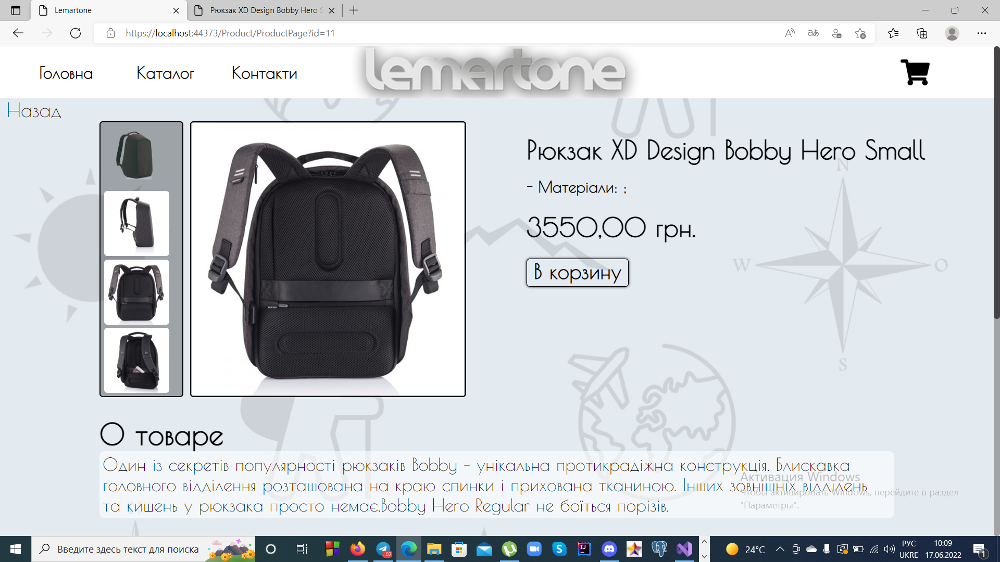 Lemartone
Рюкзак XD Design Bobby Hero S
https://localhost:44373/Product/ProductPage?id=11
Головна
Каталог
Контакти
lemartone
Назад
Рюкзак XD Design Bobby Hero Small
- Матеріали: ;
3550,00 грн.
В корзину
N
W
O
S
О товаре
Один із секретів популярності рюкзаків Bobby – унікальна протикрадіжна конструкція. Блискавка
головного відділення розташована на краю спинки і прихована тканиною. Інших зовнішніх відділень
та кишень у рюкзака просто немає.Bobby Hero Regular не боїться порізів.
Активация Windows
Чтобы активировать Windows, перейдите в раздел
"Параметры".
Введите здесь текст для поиска
..02
24°C
РУС
UKRE
10:09
17.06.2022
1